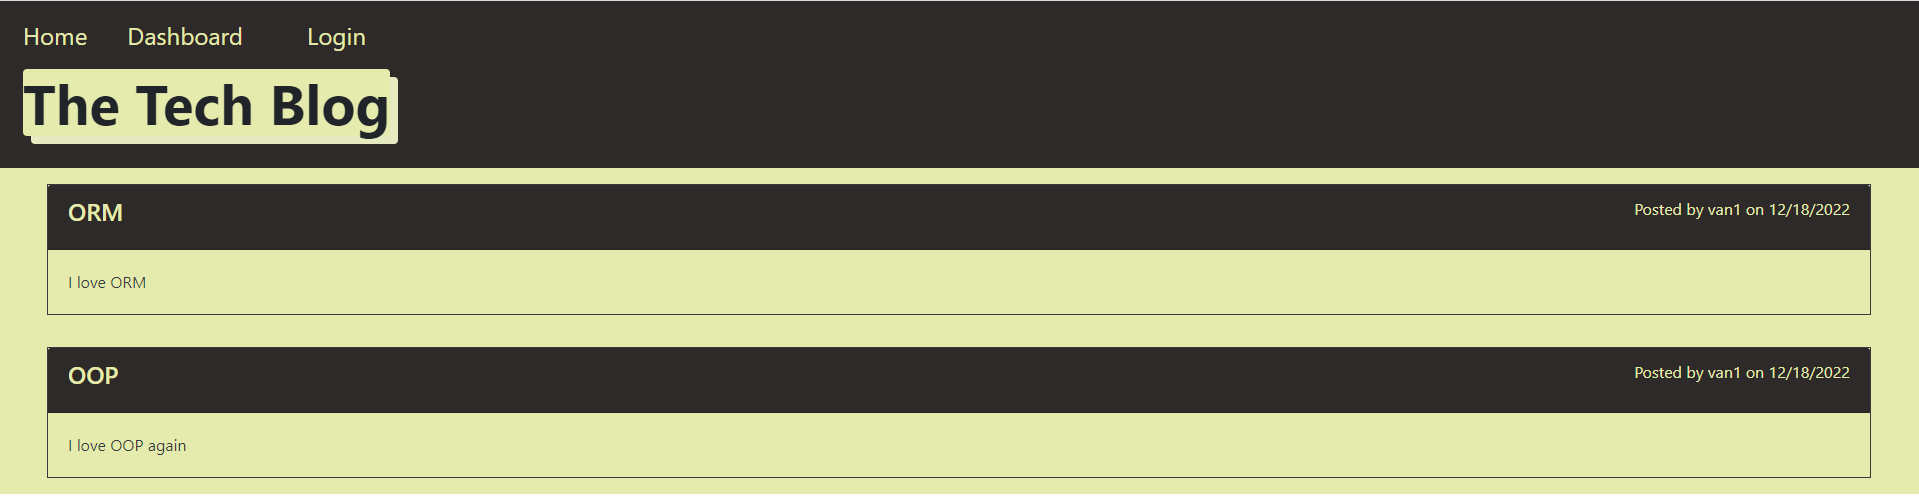 Home Dashboard Login
The Tech Blog
ORM Posted by van1 on 12/18/2022
I love ORM
OOP Posted by van1 on 12/18/2022
I love OOP again